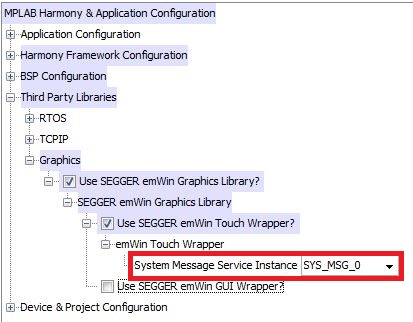 MPLAB Harmony & Application Configuration
Application Configuration
Harmony Framework Configuration
BSP Configuration
Third Party Libraries
RTOS
TCPIP
Graphics
Use SEGGER emWin Graphics Library?
SEGGER emWin Graphics Library
Use SEGGER emWin Touch Wrapper?
emWin Touch Wrapper
System Message Service Instance SYS_MSG_0
Use SEGGER emWin GUI Wrapper?
Device & Project Configuration